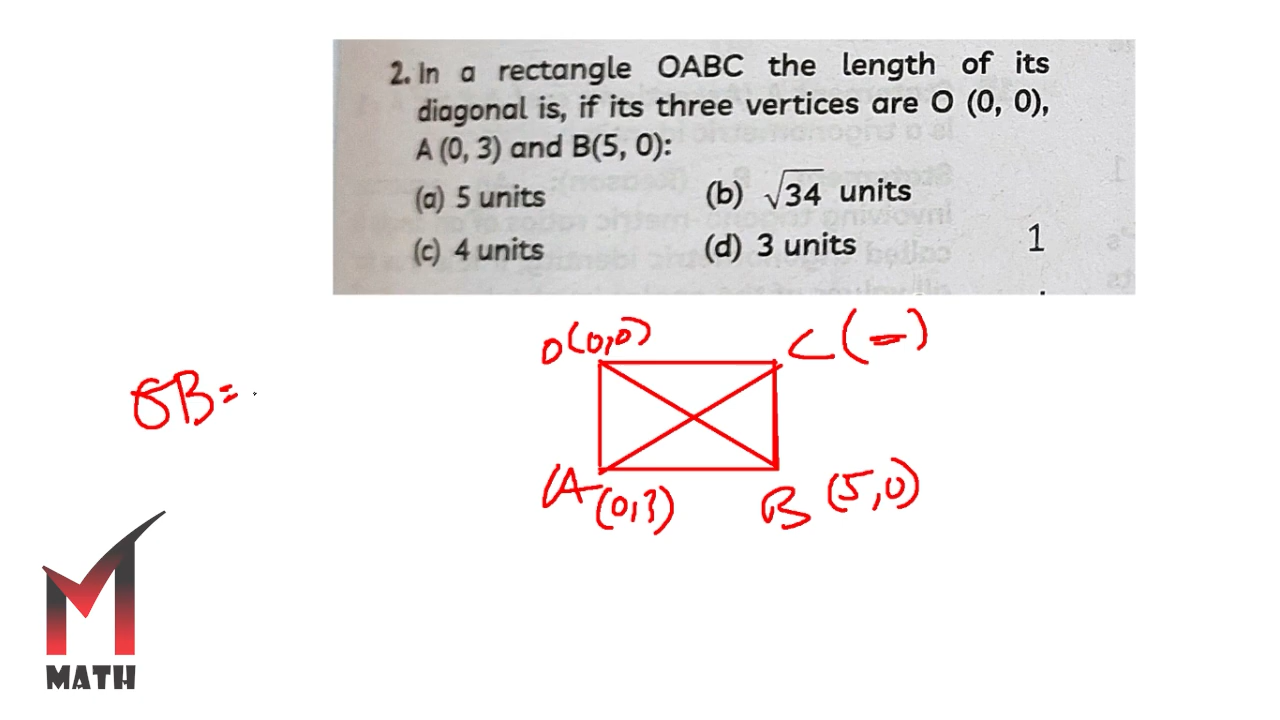 2. In a rectangle OABC the length of its
diagonal is, if its three vertices are O (0, 0),
A (0, 3) and B(5, 0):
(a) 5 units (b) √34 units
(c) 4 units (d) 3 units 1
O(0,0) C(–)
OB=
A(0,3) B(5,0)
M
MATH